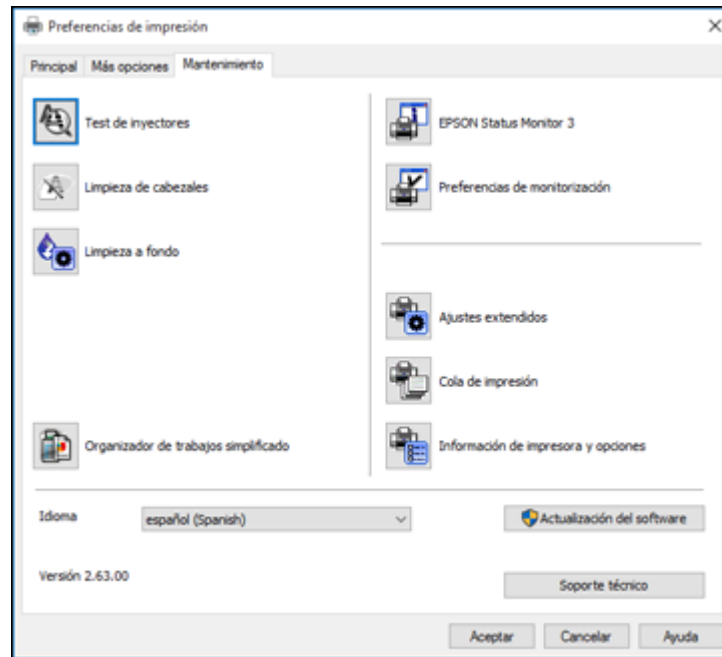 Preferencias de impresión
Principal Más opciones Mantenimiento
Test de inyectores
Limpieza de cabezales
Limpieza a fondo
Organizador de trabajos simplificado
EPSON Status Monitor 3
Preferencias de monitorización
Ajustes extendidos
Cola de impresión
Información de impresora y opciones
Idioma español (Spanish) Actualización del software
Versión 2.63.00 Soporte técnico
Aceptar Cancelar Ayuda